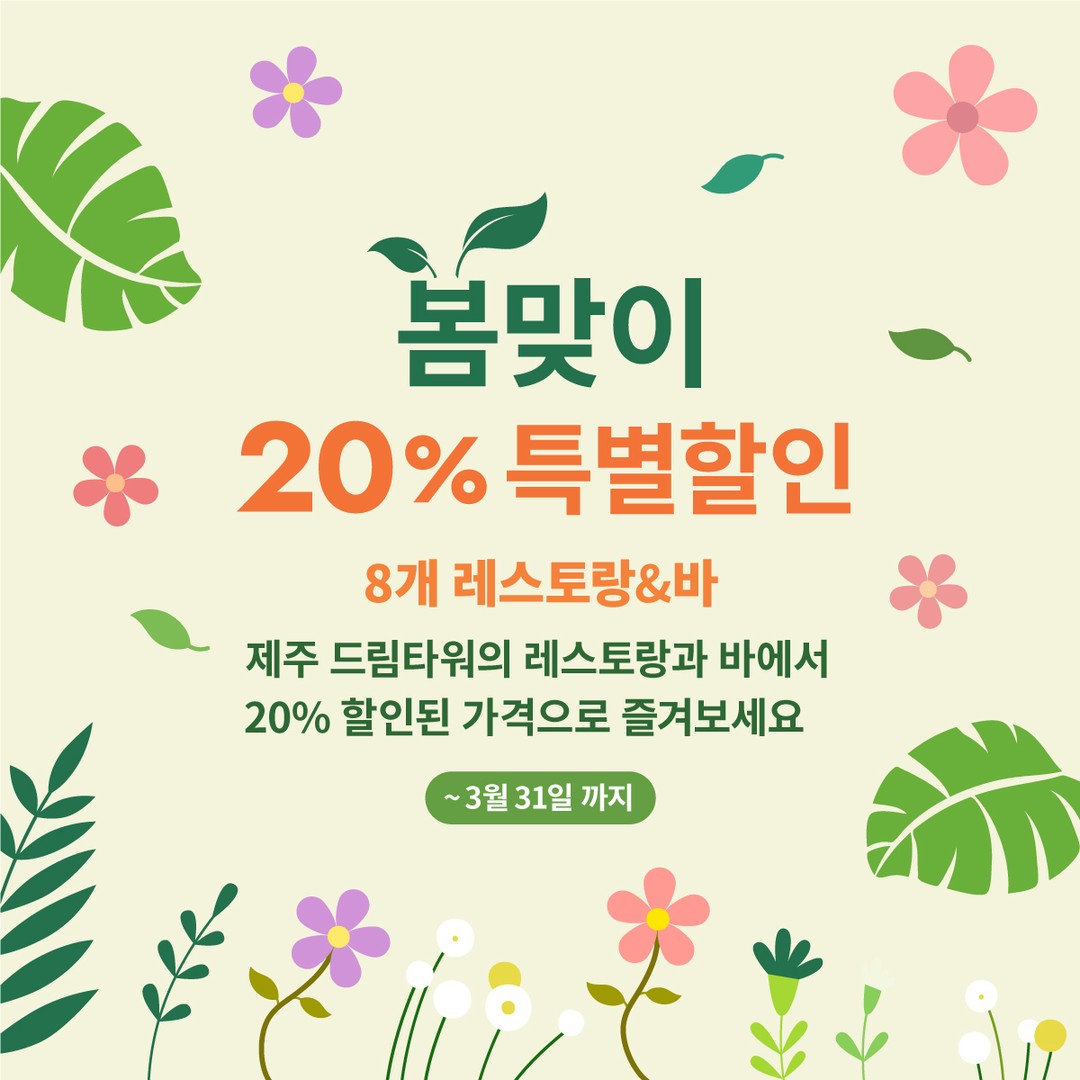 봄맞이
20% 특별할인
8개 레스토랑&바
제주 드림타워의 레스토랑과 바에서
20% 할인된 가격으로 즐겨보세요
~ 3월 31일 까지